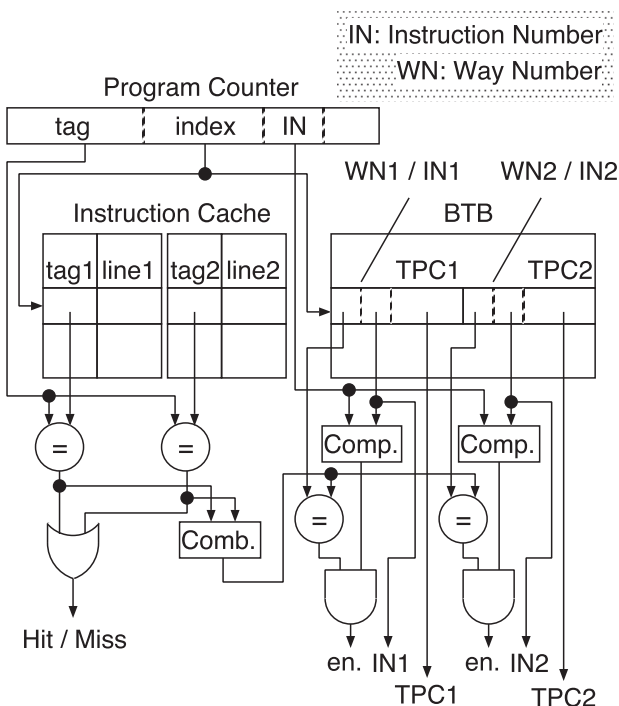 IN: Instruction Number
WN: Way Number
Program Counter
tag index IN
WN1 / IN1 WN2 / IN2
Instruction Cache BTB
tag1 line1 tag2 line2 TPC1 TPC2
= =
Comp. Comp.
Comb. = =
Hit / Miss
en. IN1 en. IN2
TPC1 TPC2